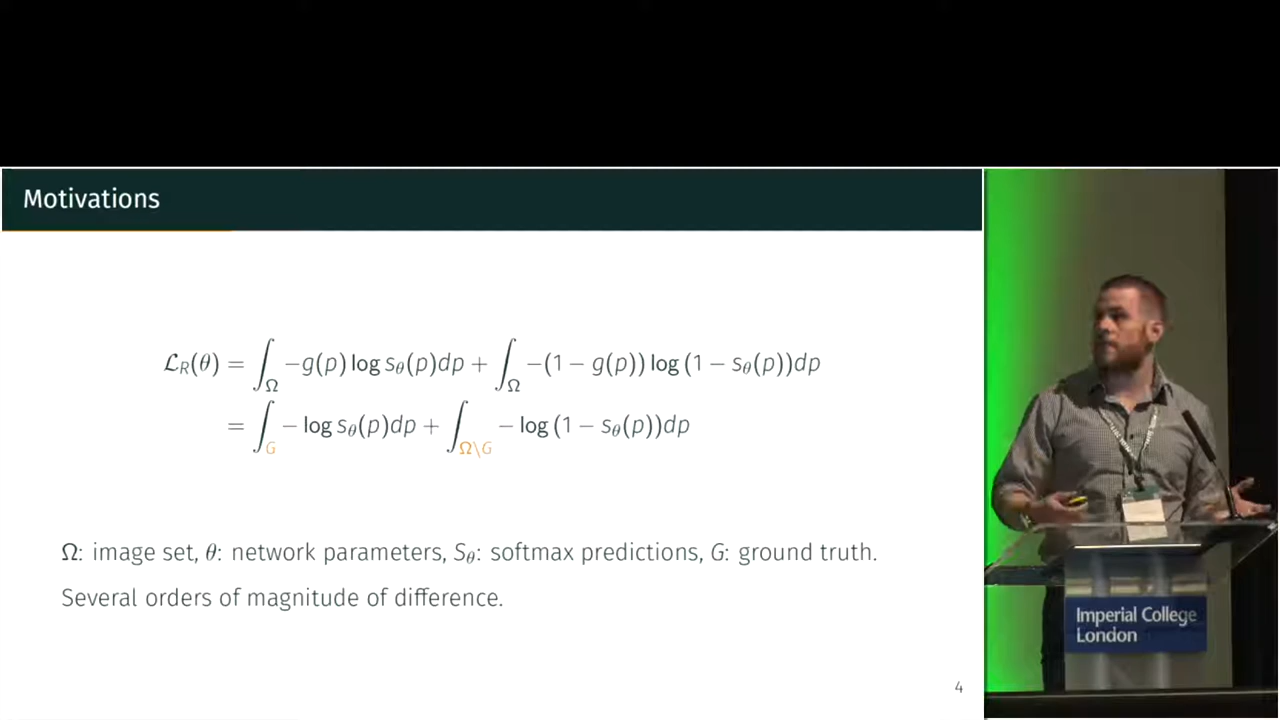 Motivations
ℒ_R(θ) = ∫_Ω −g(p) log s_θ(p)dp + ∫_Ω −(1 − g(p)) log (1 − s_θ(p))dp
= ∫_G − log s_θ(p)dp + ∫_{Ω\G} − log (1 − s_θ(p))dp
Ω: image set, θ: network parameters, S_θ: softmax predictions, G: ground truth.
Several orders of magnitude of difference.
4
Imperial College
London